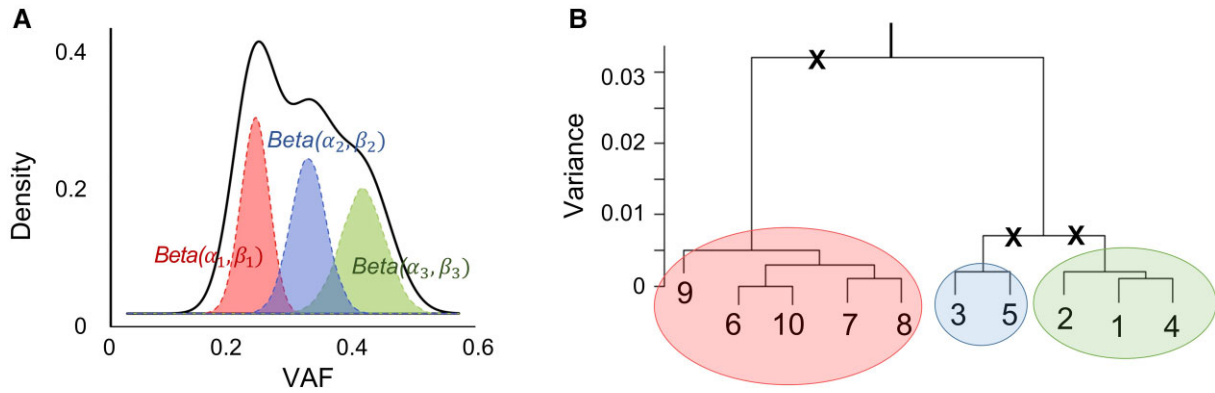 A
0.4
0.2
0
Density
Beta(α₁,β₁)
Beta(α₂,β₂)
Beta(α₃,β₃)
0 0.2 0.4 0.6
VAF
B
0.03
0.02
0.01
0
Variance
X
X X
9 6 10 7 8 3 5 2 1 4